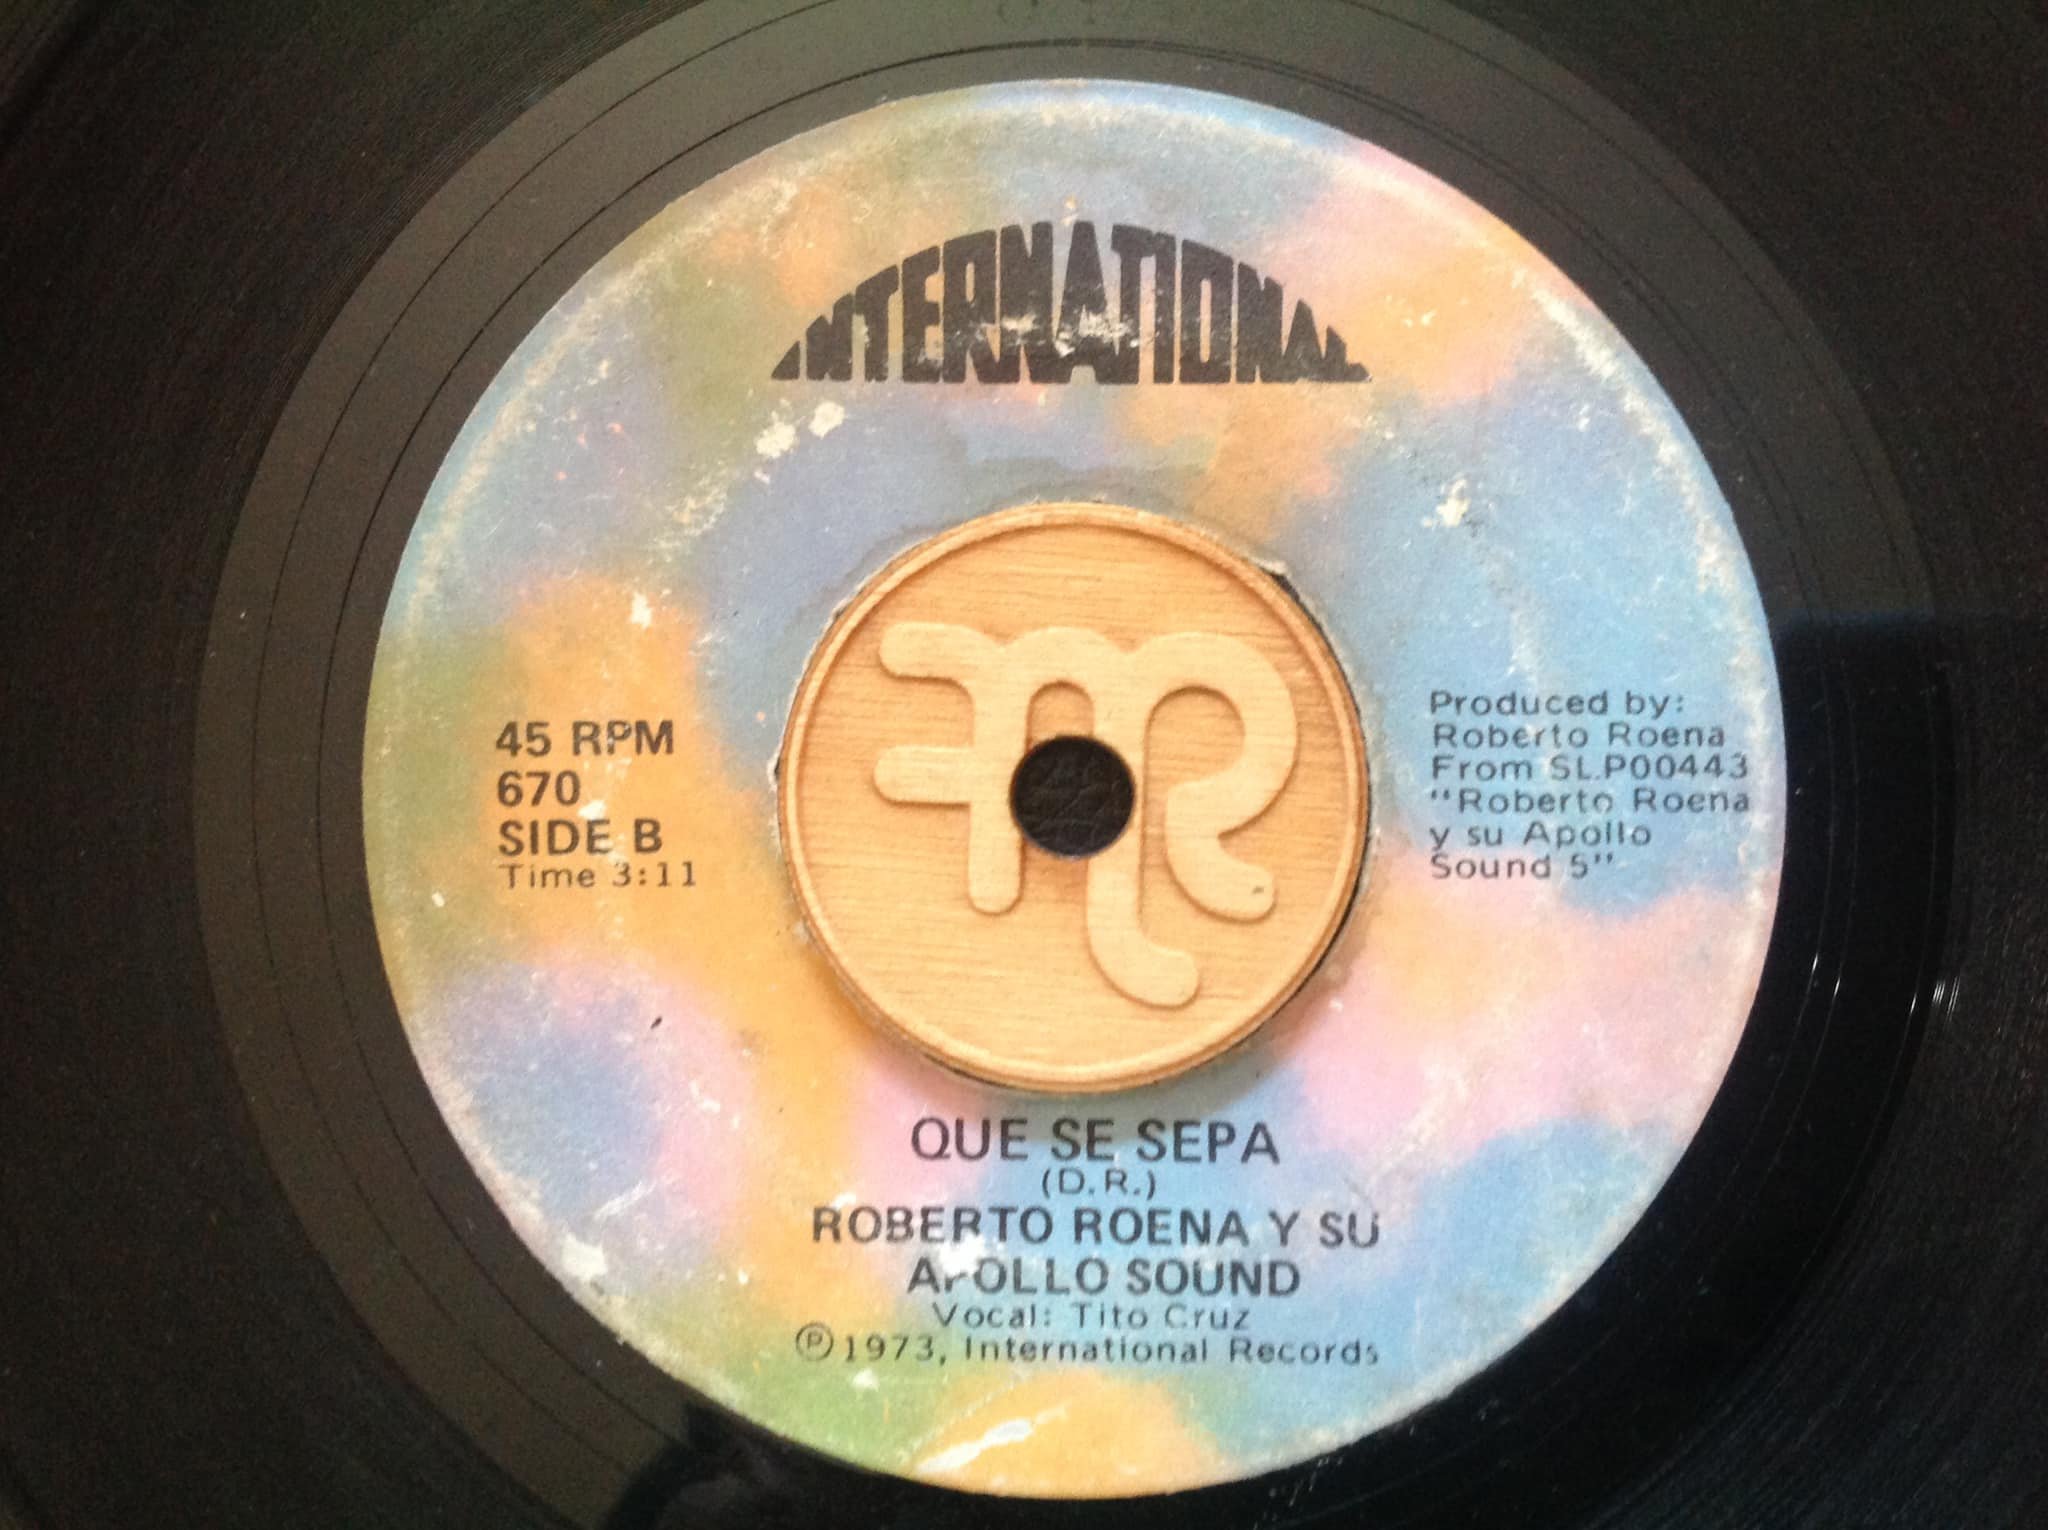 INTERNATIONAL
45 RPM
670
SIDE B
Time 3:11
Produced by:
Roberto Roena
From SLP00443
"Roberto Roena
y su Apollo
Sound 5"
QUE SE SEPA
(D.R.)
ROBERTO ROENA Y SU
APOLLO SOUND
Vocal: Tito Cruz
Ⓟ1973, International Records